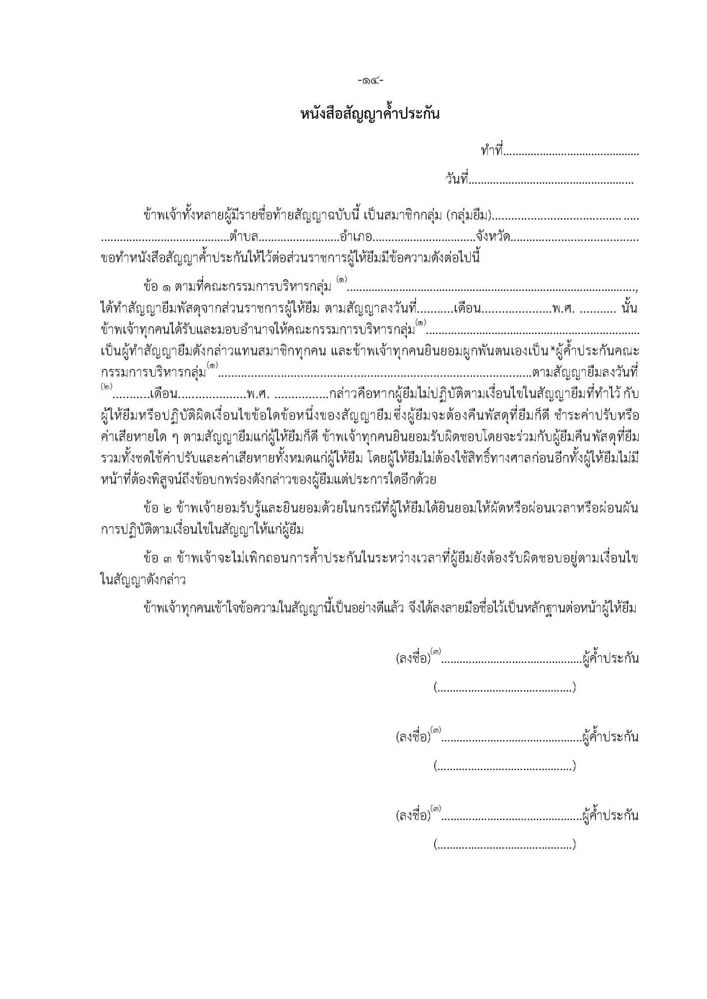 -๑๔-
หนังสือสัญญาค้ำประกัน
ทำที่.............................................
วันที่......................................................
ข้าพเจ้าทั้งหลายผู้มีรายชื่อท้ายสัญญาฉบับนี้ เป็นสมาชิกกลุ่ม (กลุ่มยืม)..........................................  .....
..........................................ตำบล..........................อำเภอ..................................จังหวัด..........................................
ขอทำหนังสือสัญญาค้ำประกันให้ไว้ต่อส่วนราชการผู้ให้ยืมมีข้อความดังต่อไปนี้
ข้อ ๑ ตามที่คณะกรรมการบริหารกลุ่ม (๑)..............................................................................................,
ได้ทำสัญญายืมพัสดุจากส่วนราชการผู้ให้ยืม ตามสัญญาลงวันที่...........เดือน.....................พ.ศ. ........... นั้น
ข้าพเจ้าทุกคนได้รับและมอบอำนาจให้คณะกรรมการบริหารกลุ่ม(๑)......................................................................
เป็นผู้ทำสัญญายืมดังกล่าวแทนสมาชิกทุกคน และข้าพเจ้าทุกคนยินยอมผูกพันตนเองเป็น*ผู้ค้ำประกันคณะ
กรรมการบริหารกลุ่ม(๑)..............................................................................................ตามสัญญายืมลงวันที่
(๒)...........เดือน.....................พ.ศ. ................กล่าวคือหากผู้ยืมไม่ปฏิบัติตามเงื่อนไขในสัญญายืมที่ทำไว้ กับ
ผู้ให้ยืมหรือปฏิบัติผิดเงื่อนไขข้อใดข้อหนึ่งของสัญญายืมซึ่งผู้ยืมจะต้องคืนพัสดุที่ยืมก็ดี ชำระค่าปรับหรือ
ค่าเสียหายใด ๆ ตามสัญญายืมแก่ผู้ให้ยืมก็ดี ข้าพเจ้าทุกคนยินยอมรับผิดชอบโดยจะร่วมกับผู้ยืมคืนพัสดุที่ยืม
รวมทั้งชดใช้ค่าปรับและค่าเสียหายทั้งหมดแก่ผู้ให้ยืม โดยผู้ให้ยืมไม่ต้องใช้สิทธิ์ทางศาลก่อนอีกทั้งผู้ให้ยืมไม่มี
หน้าที่ต้องพิสูจน์ถึงข้อบกพร่องดังกล่าวของผู้ยืมแต่ประการใดอีกด้วย
ข้อ ๒ ข้าพเจ้ายอมรับรู้และยินยอมด้วยในกรณีที่ผู้ให้ยืมได้ยินยอมให้ผัดหรือผ่อนเวลาหรือผ่อนผัน
การปฏิบัติตามเงื่อนไขในสัญญาให้แก่ผู้ยืม
ข้อ ๓ ข้าพเจ้าจะไม่เพิกถอนการค้ำประกันในระหว่างเวลาที่ผู้ยืมยังต้องรับผิดชอบอยู่ตามเงื่อนไข
ในสัญญาดังกล่าว
ข้าพเจ้าทุกคนเข้าใจข้อความในสัญญานี้เป็นอย่างดีแล้ว จึงได้ลงลายมือชื่อไว้เป็นหลักฐานต่อหน้าผู้ให้ยืม
(ลงชื่อ)(๓)..............................................ผู้ค้ำประกัน
(............................................)
(ลงชื่อ)(๓)..............................................ผู้ค้ำประกัน
(............................................)
(ลงชื่อ)(๓)..............................................ผู้ค้ำประกัน
(............................................)